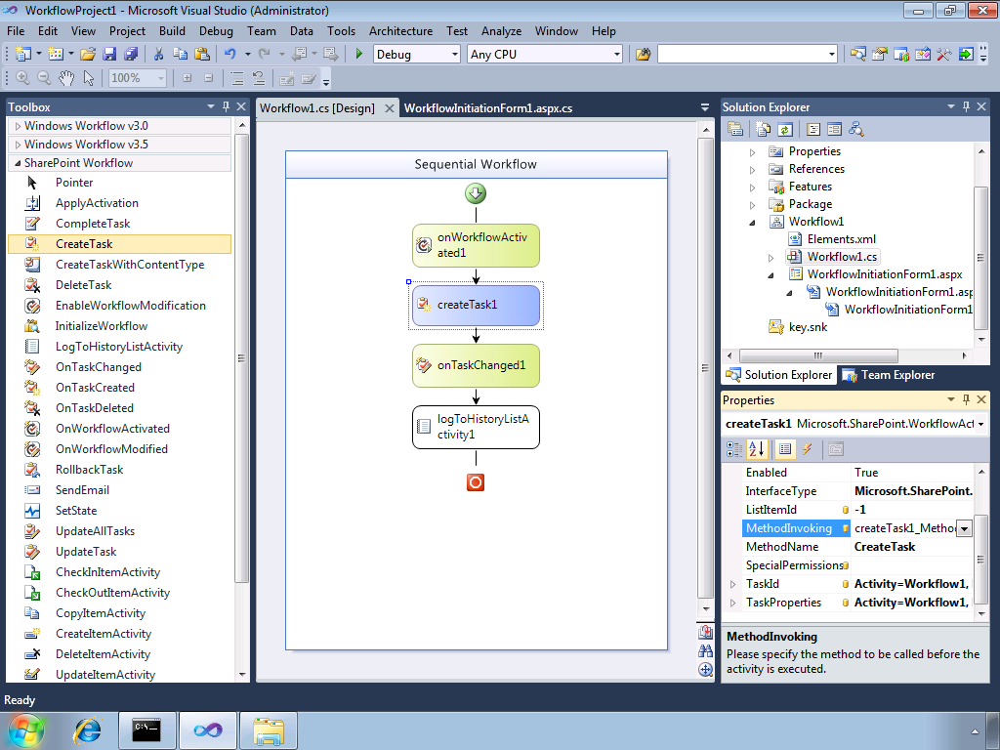 WorkflowProject1 - Microsoft Visual Studio (Administrator)
File Edit View Project Build Debug Team Data Tools Architecture Test Analyze Window Help
Debug Any CPU
100%
Toolbox
Windows Workflow v3.0
Windows Workflow v3.5
SharePoint Workflow
Pointer
ApplyActivation
CompleteTask
CreateTask
CreateTaskWithContentType
DeleteTask
EnableWorkflowModification
InitializeWorkflow
LogToHistoryListActivity
OnTaskChanged
OnTaskCreated
OnTaskDeleted
OnWorkflowActivated
OnWorkflowModified
RollbackTask
SendEmail
SetState
UpdateAllTasks
UpdateTask
CheckInItemActivity
CheckOutItemActivity
CopyItemActivity
CreateItemActivity
DeleteItemActivity
UpdateItemActivity
Workflow1.cs [Design] WorkflowInitiationForm1.aspx.cs
Sequential Workflow
onWorkflowActiv
ated1
createTask1
onTaskChanged1
logToHistoryListA
ctivity1
Solution Explorer
Properties
References
Features
Package
Workflow1
Elements.xml
Workflow1.cs
WorkflowInitiationForm1.aspx
WorkflowInitiationForm1.asp
WorkflowInitiationForm1
key.snk
Solution Explorer Team Explorer
Properties
createTask1 Microsoft.SharePoint.WorkflowAct
Enabled True
InterfaceType Microsoft.SharePoint.
ListItemId -1
MethodInvoking createTask1_Metho
MethodName CreateTask
SpecialPermissions
TaskId Activity=Workflow1,
TaskProperties Activity=Workflow1,
MethodInvoking
Please specify the method to be called before the
activity is executed.
Ready